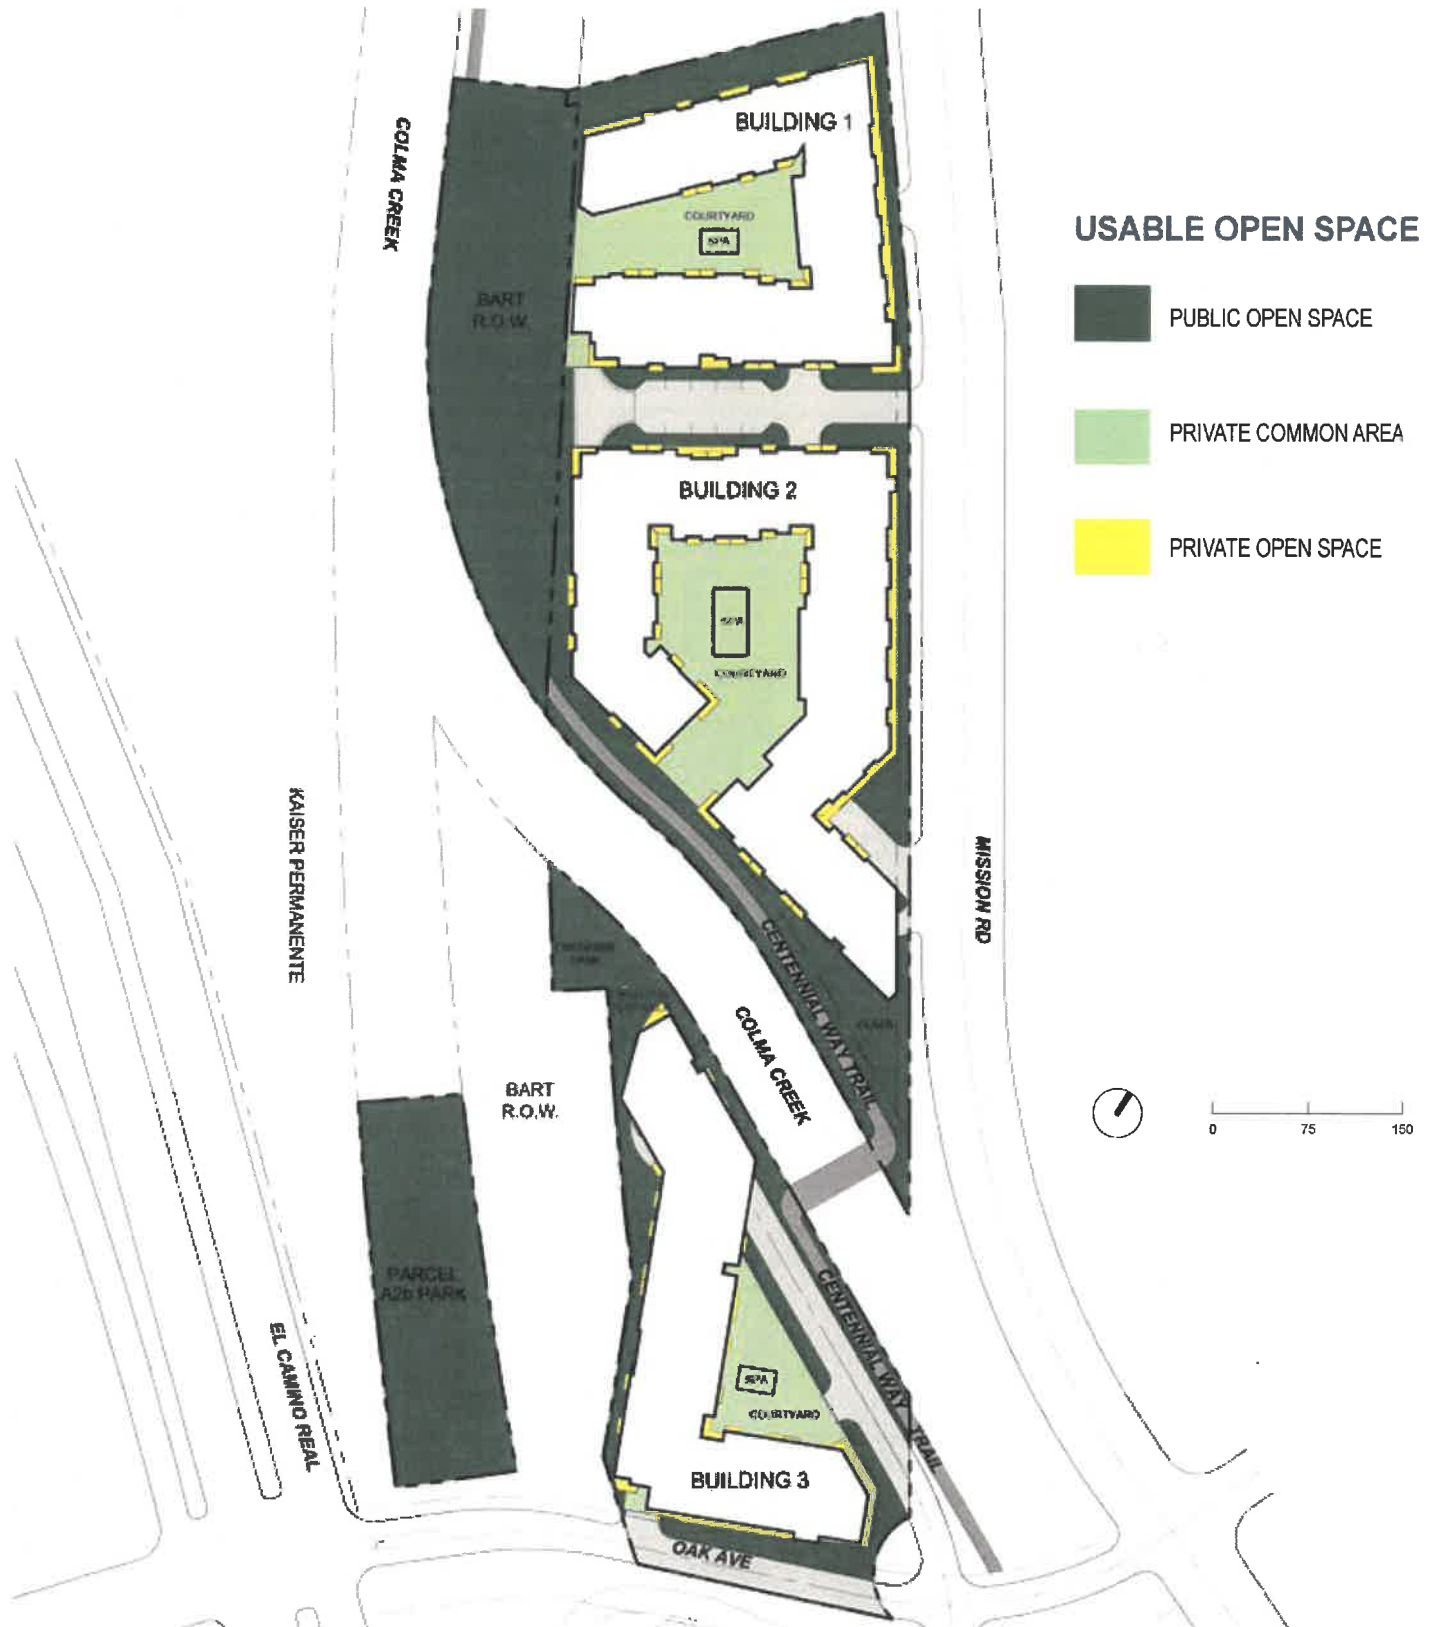 BUILDING 1
COLMA CREEK
COURTYARD
SPA
USABLE OPEN SPACE
BART
R.O.W.
PUBLIC OPEN SPACE
PRIVATE COMMON AREA
BUILDING 2
PRIVATE OPEN SPACE
SPA
COURTYARD
KAISER PERMANENTE
MISSION RD
CENTENNIAL WAY TRAIL
COLMA CREEK
BART
R.O.W.
0 75 150
PARCEL
A2b PARK
CENTENNIAL WAY TRAIL
EL CAMINO REAL
SPA
COURTYARD
BUILDING 3
OAK AVE